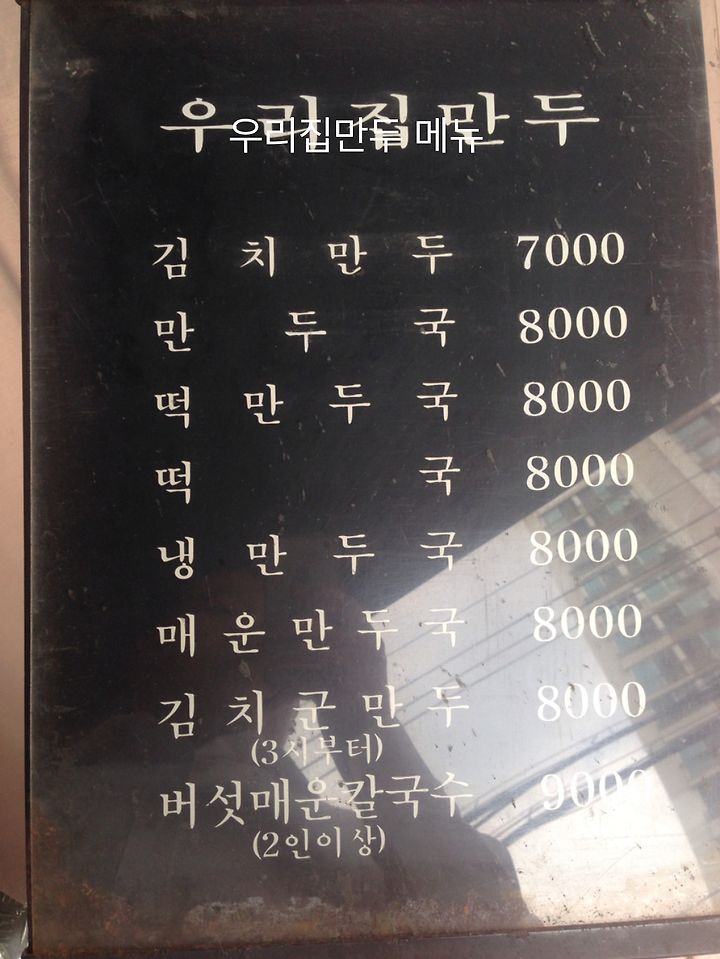 우리집만두
우리집만두 메뉴
김치만두 7000
만두국 8000
떡만두국 8000
떡국 8000
냉만두국 8000
매운만두국 8000
김치군만두 8000
(3시부터)
버섯매운칼국수 9000
(2인이상)